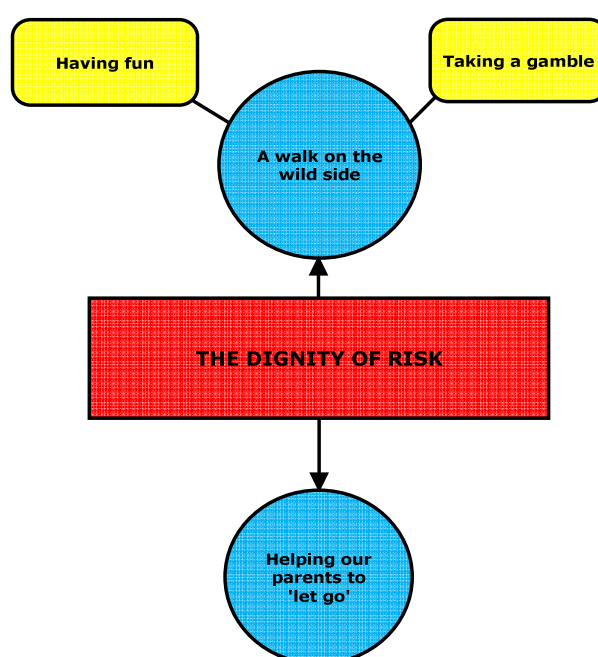 Having fun
Taking a gamble
A walk on the
wild side
THE DIGNITY OF RISK
Helping our
parents to
'let go'